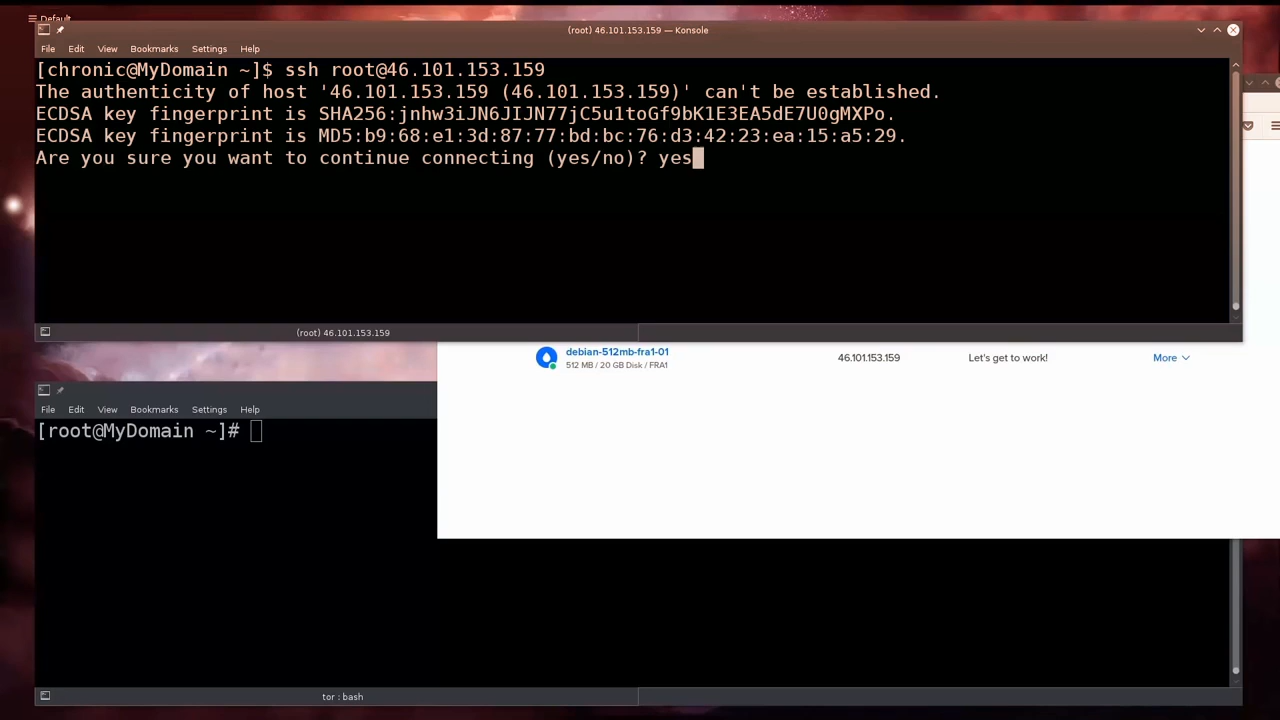 Default
(root) 46.101.153.159 — Konsole
File Edit View Bookmarks Settings Help
[chronic@MyDomain ~]$ ssh root@46.101.153.159
The authenticity of host '46.101.153.159 (46.101.153.159)' can't be established.
ECDSA key fingerprint is SHA256:jnhw3iJN6JIJN77jC5u1toGf9bK1E3EA5dE7U0gMXPo.
ECDSA key fingerprint is MD5:b9:68:e1:3d:87:77:bd:bc:76:d3:42:23:ea:15:a5:29.
Are you sure you want to continue connecting (yes/no)? yes
(root) 46.101.153.159
debian-512mb-fra1-01 46.101.153.159 Let's get to work! More
512 MB / 20 GB Disk / FRA1
File Edit View Bookmarks Settings Help
[root@MyDomain ~]#
tor : bash